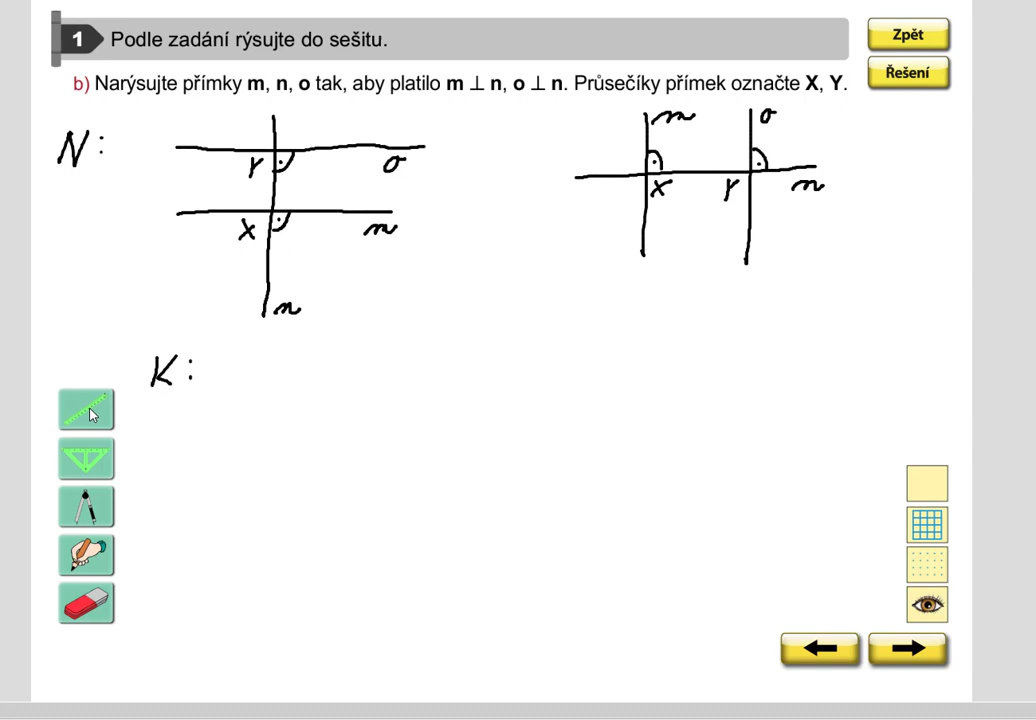 1 Podle zadání rýsujte do sešitu.
Zpět
Řešení
b) Narýsujte přímky m, n, o tak, aby platilo m ⊥ n, o ⊥ n. Průsečíky přímek označte X, Y.
N:
Y o
X m
n
m o
X Y n
K: